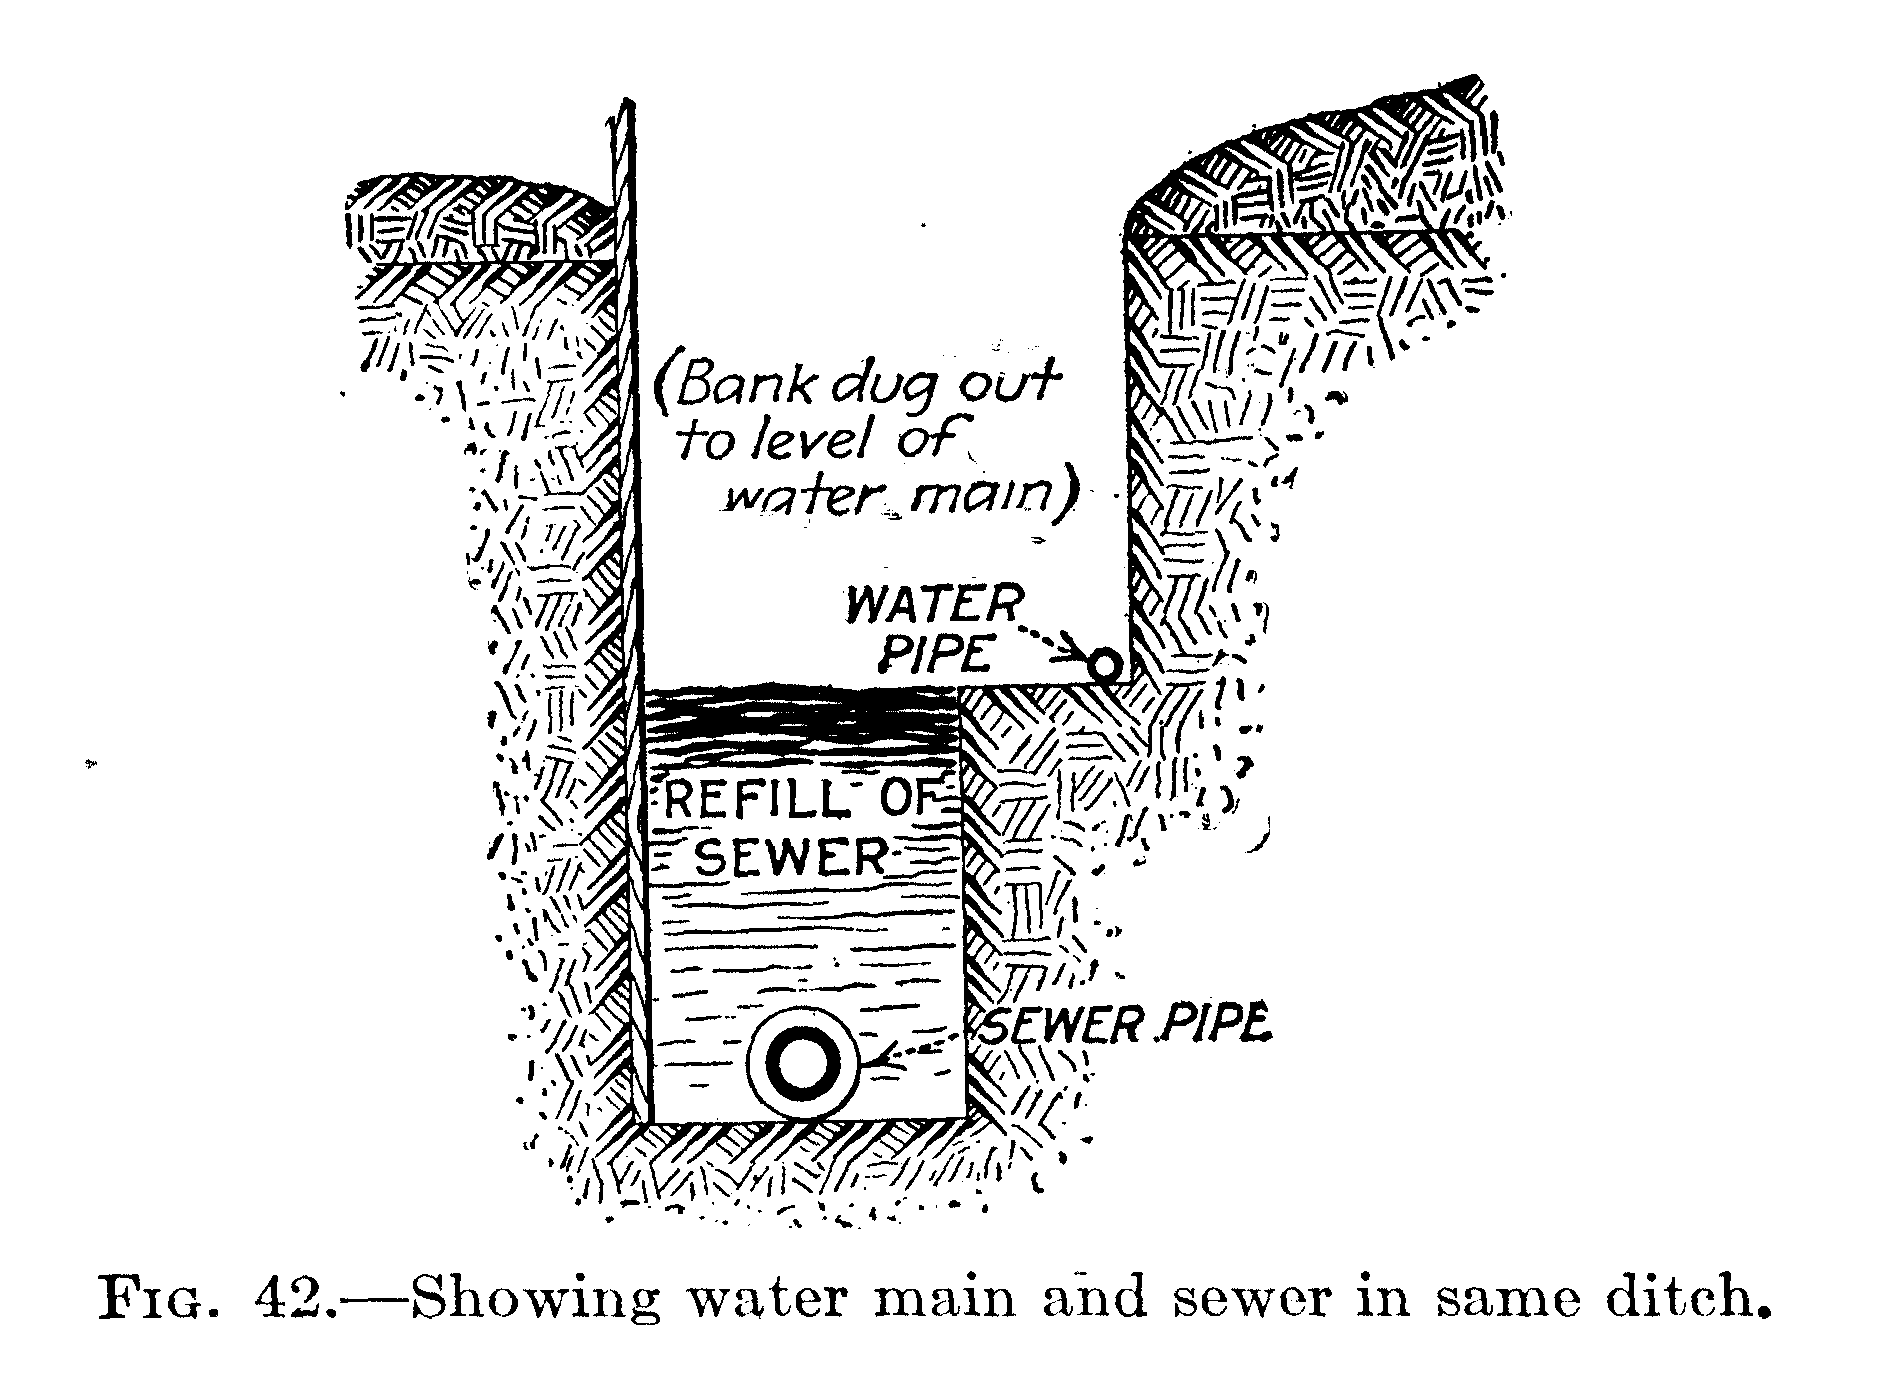 (Bank dug out
to level of
water main)
WATER
PIPE
REFILL OF
SEWER
SEWER PIPE
FIG. 42.—Showing water main and sewer in same ditch.